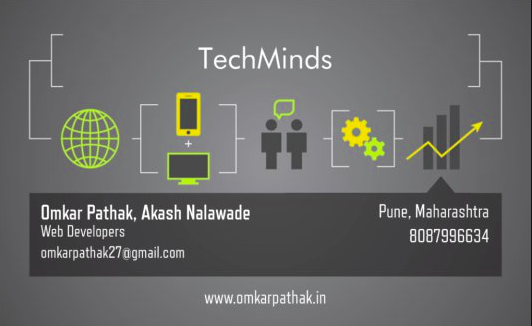 TechMinds
+
Omkar Pathak, Akash Nalawade
Web Developers
omkarpathak27@gmail.com
Pune, Maharashtra
8087996634
www.omkarpathak.in